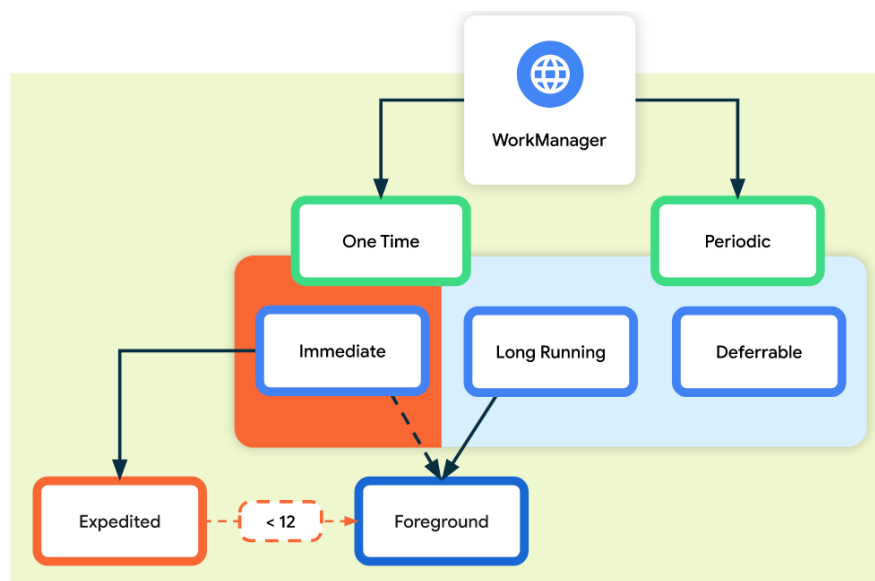 WorkManager
One Time
Periodic
Immediate
Long Running
Deferrable
Expedited
< 12
Foreground